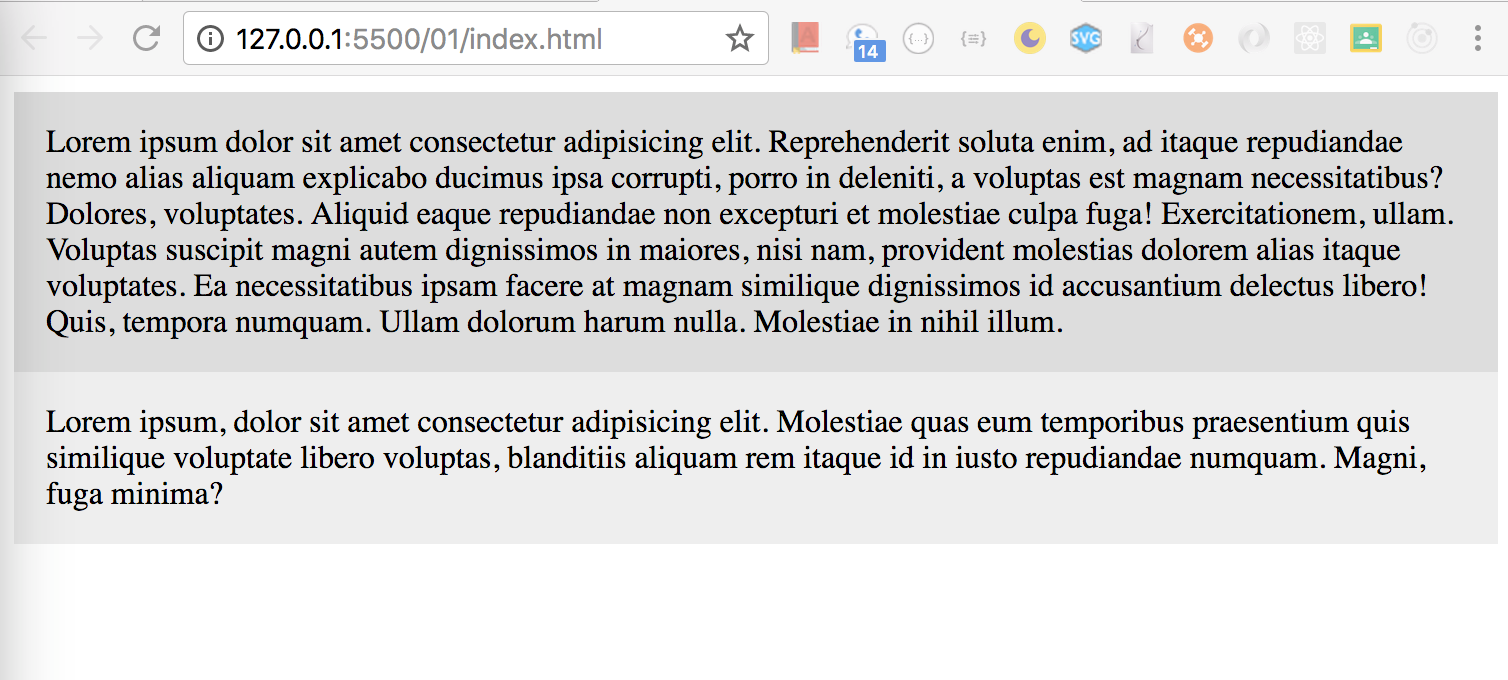 127.0.0.1:5500/01/index.html
A
14
{...}
{≡}
SVG
Lorem ipsum dolor sit amet consectetur adipisicing elit. Reprehenderit soluta enim, ad itaque repudiandae
nemo alias aliquam explicabo ducimus ipsa corrupti, porro in deleniti, a voluptas est magnam necessitatibus?
Dolores, voluptates. Aliquid eaque repudiandae non excepturi et molestiae culpa fuga! Exercitationem, ullam.
Voluptas suscipit magni autem dignissimos in maiores, nisi nam, provident molestias dolorem alias itaque
voluptates. Ea necessitatibus ipsam facere at magnam similique dignissimos id accusantium delectus libero!
Quis, tempora numquam. Ullam dolorum harum nulla. Molestiae in nihil illum.
Lorem ipsum, dolor sit amet consectetur adipisicing elit. Molestiae quas eum temporibus praesentium quis
similique voluptate libero voluptas, blanditiis aliquam rem itaque id in iusto repudiandae numquam. Magni,
fuga minima?